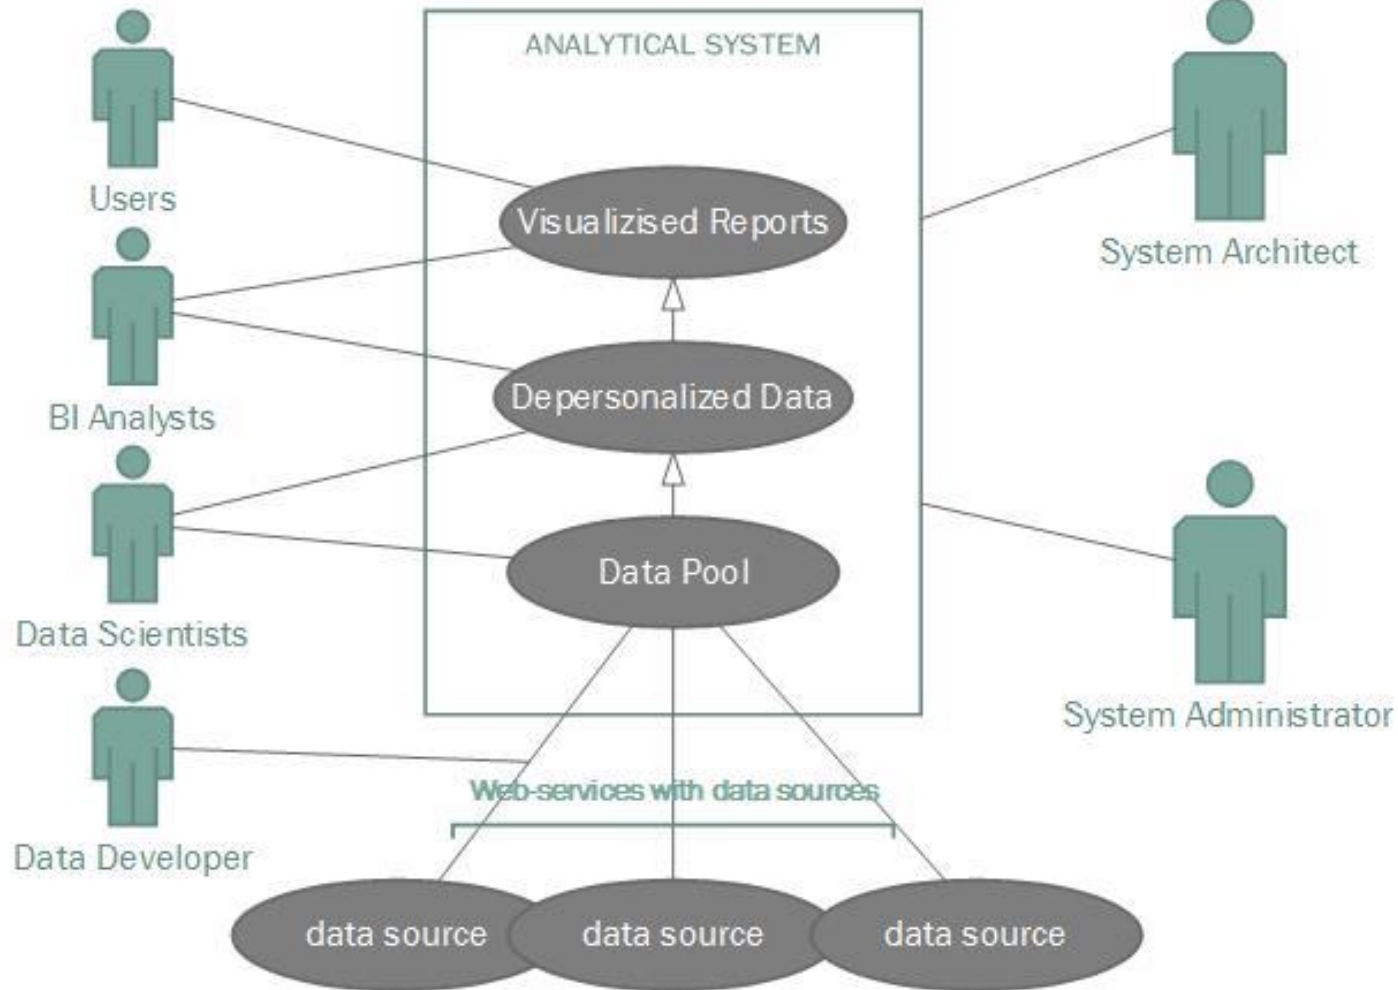 ANALYTICAL SYSTEM
Users
Visualizised Reports
System Architect
BI Analysts
Depersonalized Data
Data Scientists
Data Pool
System Administrator
Data Developer
Web-services with data sources
data source
data source
data source